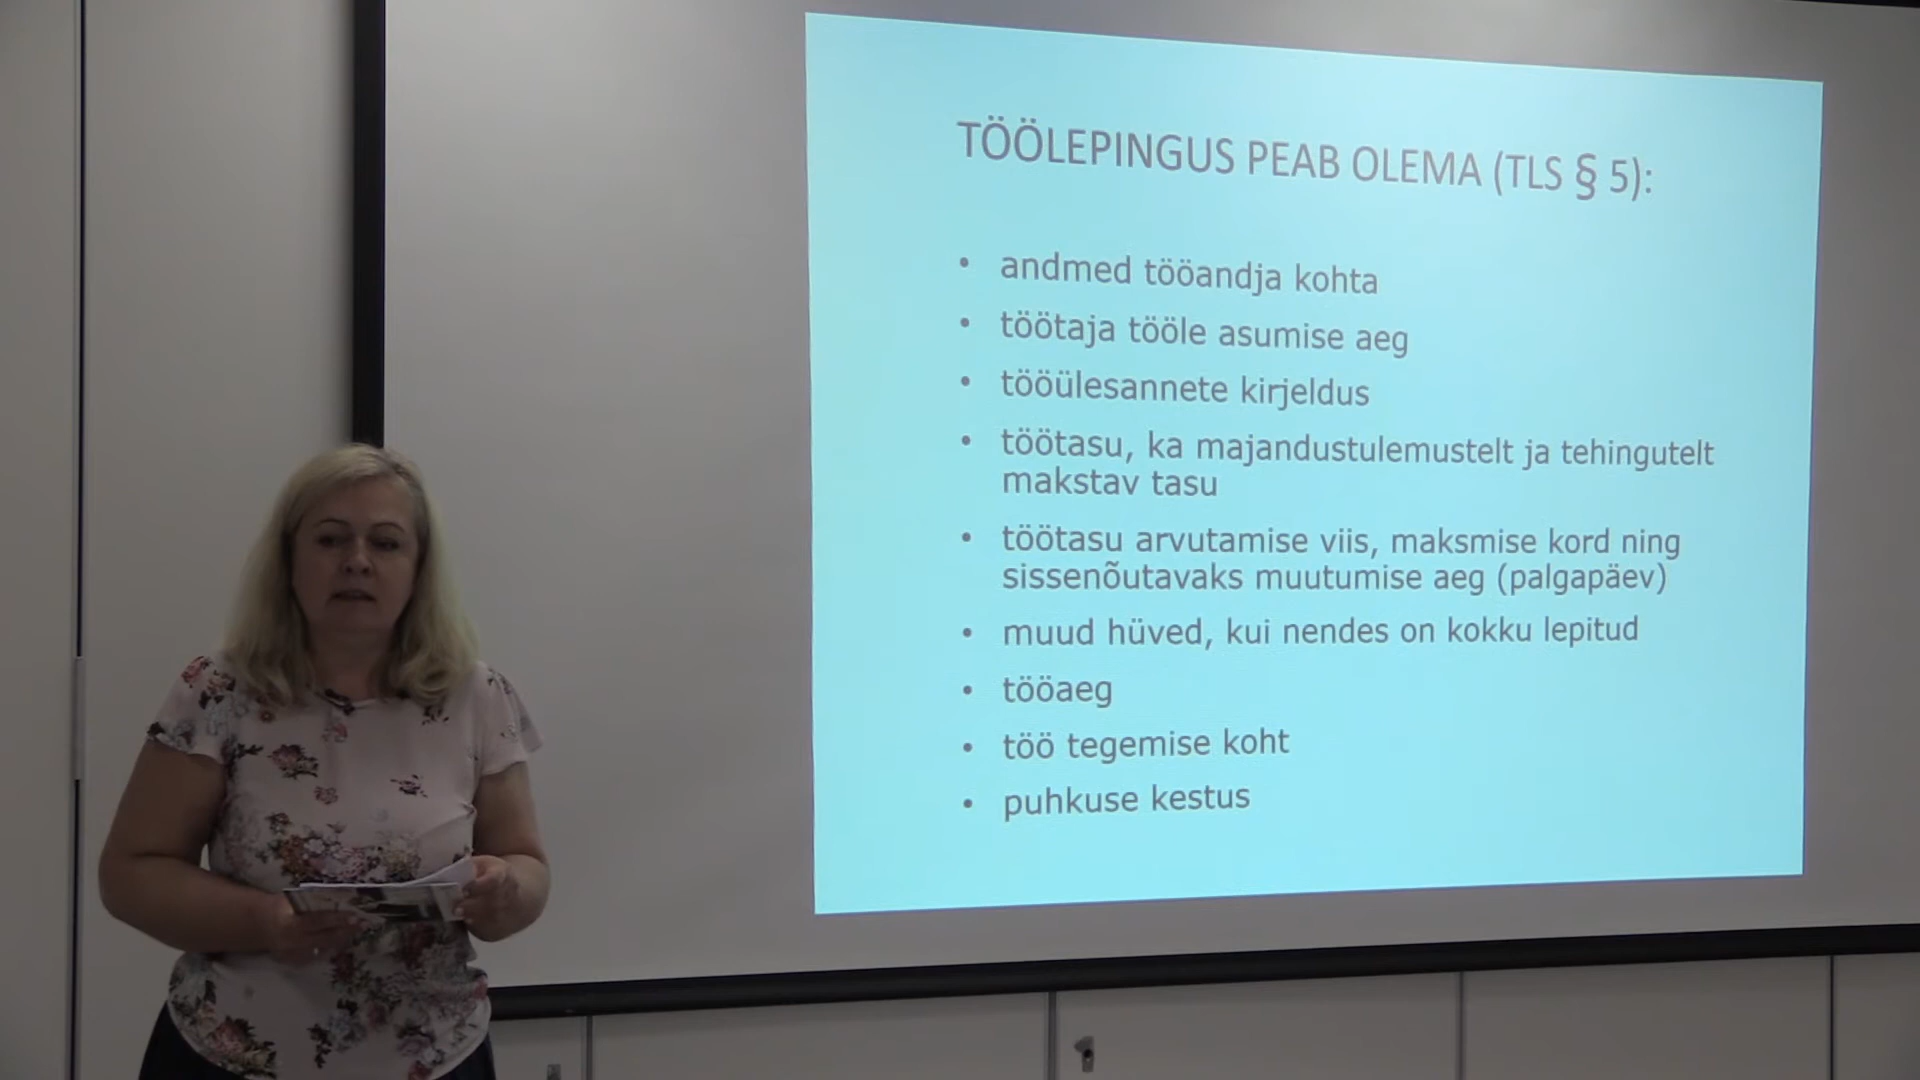 TÖÖLEPINGUS PEAB OLEMA (TLS § 5):
• andmed tööandja kohta
• töötaja tööle asumise aeg
• tööülesannete kirjeldus
• töötasu, ka majandustulemustelt ja tehingutelt
makstav tasu
• töötasu arvutamise viis, maksmise kord ning
sissenõutavaks muutumise aeg (palgapäev)
• muud hüved, kui nendes on kokku lepitud
• tööaeg
• töö tegemise koht
• puhkuse kestus